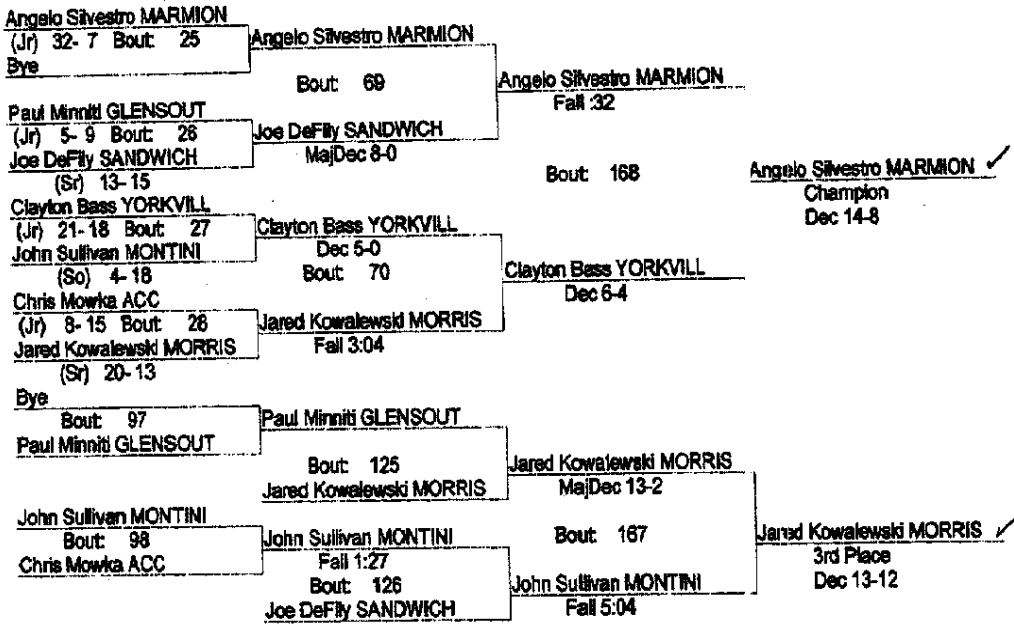 Angelo Silvestro MARMION
(Jr) 32- 7 Bout: 25
Bye
Angelo Silvestro MARMION
Bout: 69
Angelo Silvestro MARMION
Fall :32
Paul Minniti GLENSOUT
(Jr) 5- 9 Bout: 26
Joe DeFily SANDWICH
(Sr) 13- 15
Joe DeFily SANDWICH
MajDec 8-0
Bout: 168
Angelo Silvestro MARMION
Champion
Dec 14-8
Clayton Bass YORKVILL
(Jr) 21- 18 Bout: 27
John Sullivan MONTINI
(So) 4- 18
Clayton Bass YORKVILL
Dec 5-0
Bout: 70
Clayton Bass YORKVILL
Dec 6-4
Chris Mowka ACC
(Jr) 8- 15 Bout: 28
Jared Kowalewski MORRIS
(Sr) 20- 13
Jared Kowalewski MORRIS
Fall 3:04
Bye
Bout: 97
Paul Minniti GLENSOUT
Paul Minniti GLENSOUT
Bout: 125
Jared Kowalewski MORRIS
Jared Kowalewski MORRIS
MajDec 13-2
John Sullivan MONTINI
Bout: 98
Chris Mowka ACC
John Sullivan MONTINI
Fall 1:27
Bout: 126
Joe DeFily SANDWICH
Bout: 167
John Sullivan MONTINI
Fall 5:04
Jared Kowalewski MORRIS
3rd Place
Dec 13-12